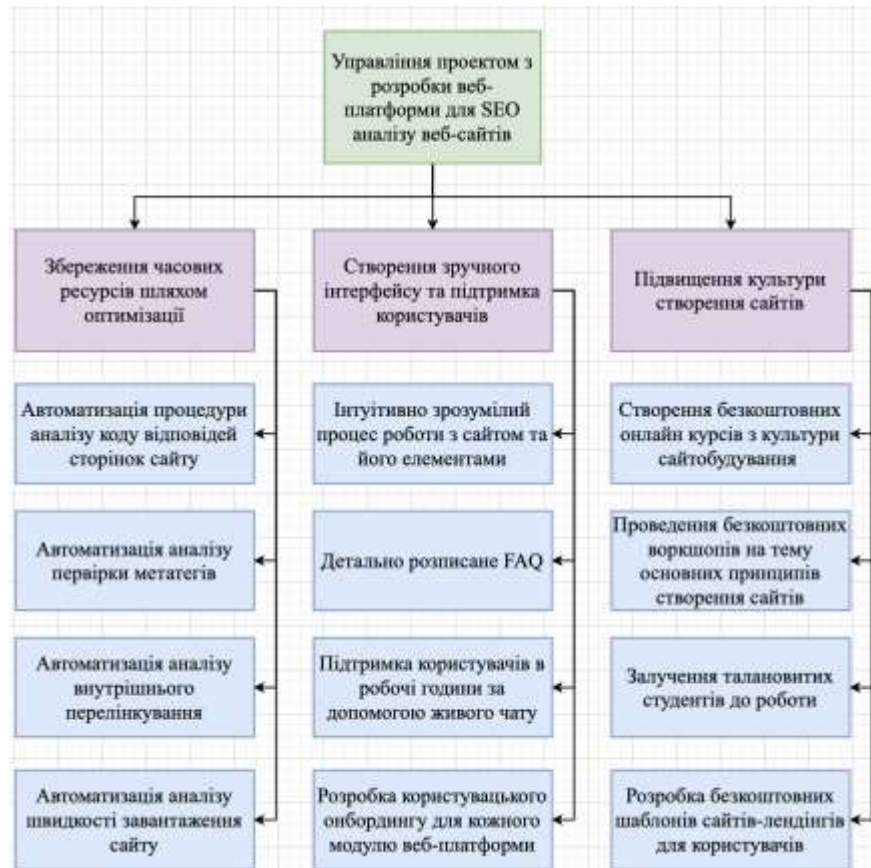 Управління проектом з
розробки веб-
платформи для SEO
аналізу веб-сайтів
Збереження часових
ресурсів шляхом
оптимізації
Створення зручного
інтерфейсу та підтримка
користувачів
Підвищення культури
створення сайтів
Автоматизація процедури
аналізу коду відповідей
сторінок сайту
Інтуітивно зрозумілий
процес роботи з сайтом та
його елементами
Створення безкоштовних
онлайн курсів з культури
сайтобудування
Автоматизація аналізу
первірки метатегів
Детально розписане FAQ
Проведення безкоштовних
воркшопів на тему
основних принципів
створення сайтів
Автоматизація аналізу
внутрішнього
перелінкування
Підтримка користувачів в
робочі години за
допомогою живого чату
Залучення талановитих
студентів до роботи
Автоматизація аналізу
швидкості завантаження
сайту
Розробка користувацького
онбордингу для кожного
модулю веб-платформи
Розробка безкоштовних
шаблонів сайтів-лендінгів
для користувачів